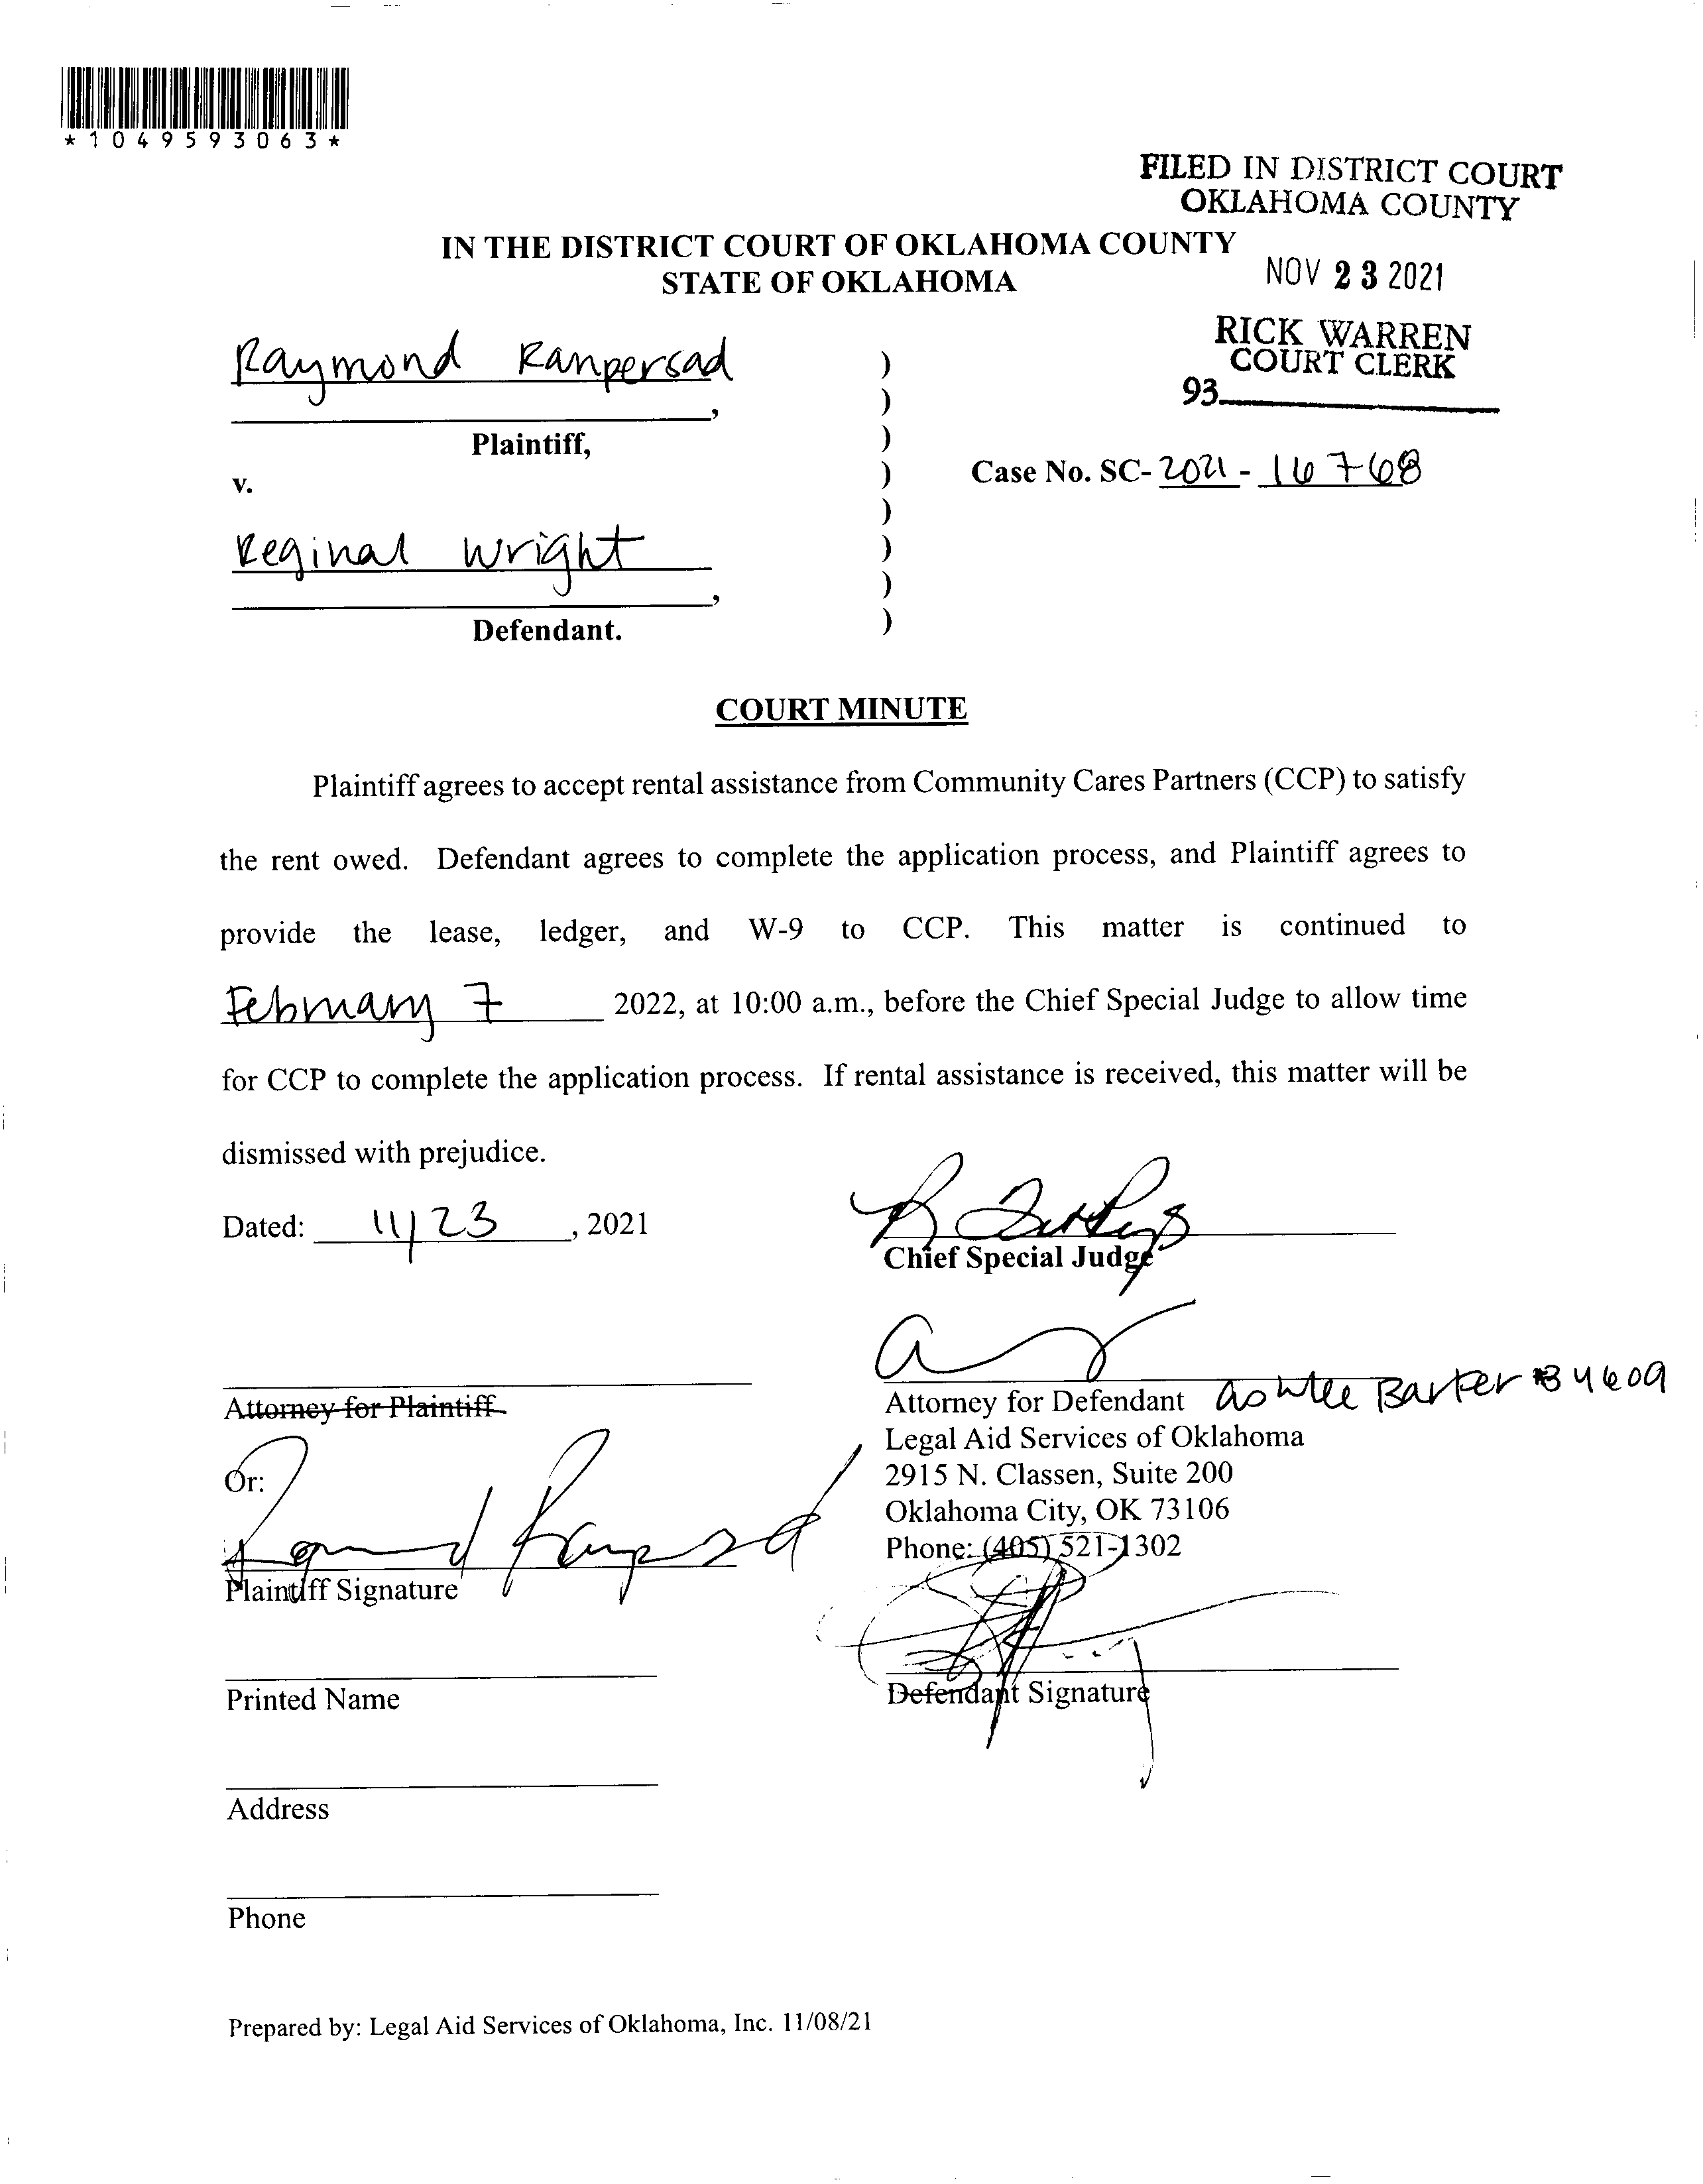 *1049593063*
FILED IN DISTRICT COURT
OKLAHOMA COUNTY
IN THE DISTRICT COURT OF OKLAHOMA COUNTY
STATE OF OKLAHOMA
NOV 23 2021
RICK WARREN
COURT CLERK
93
Raymond Ranpersad
,
Plaintiff,
v.
Case No. SC-2021-16768
Reginal Wright
,
Defendant.
)
)
)
)
)
)
)
)
COURT MINUTE
Plaintiff agrees to accept rental assistance from Community Cares Partners (CCP) to satisfy
the rent owed. Defendant agrees to complete the application process, and Plaintiff agrees to
provide the lease, ledger, and W-9 to CCP. This matter is continued to
February 7 2022, at 10:00 a.m., before the Chief Special Judge to allow time
for CCP to complete the application process. If rental assistance is received, this matter will be
dismissed with prejudice.
Dated: 11/23, 2021
Chief Special Judge
Attorney for Plaintiff
Attorney for Defendant Ashlee Barker #34609
Legal Aid Services of Oklahoma
2915 N. Classen, Suite 200
Oklahoma City, OK 73106
Phone: (405) 521-1302
Or:
Plaintiff Signature
Defendant Signature
Printed Name
Address
Phone
Prepared by: Legal Aid Services of Oklahoma, Inc. 11/08/21